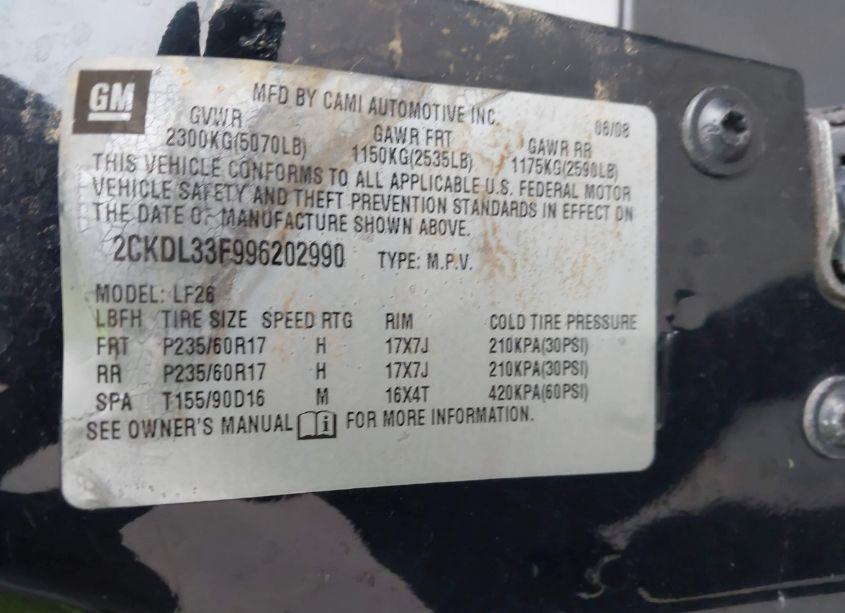 GM
MFD BY CAMI AUTOMOTIVE INC.
06/08
GVWR GAWR FRT GAWR RR
2300KG(5070LB) 1150KG(2535LB) 1175KG(2590LB)
THIS VEHICLE CONFORMS TO ALL APPLICABLE U.S. FEDERAL MOTOR
VEHICLE SAFETY AND THEFT PREVENTION STANDARDS IN EFFECT ON
THE DATE OF MANUFACTURE SHOWN ABOVE.
2CKDL33F996202990 TYPE: M.P.V.
MODEL: LF26
LBFH TIRE SIZE SPEED RTG RIM COLD TIRE PRESSURE
FRT P235/60R17 H 17X7J 210KPA(30PSI)
RR P235/60R17 H 17X7J 210KPA(30PSI)
SPA T155/90D16 M 16X4T 420KPA(60PSI)
SEE OWNER'S MANUAL i FOR MORE INFORMATION.